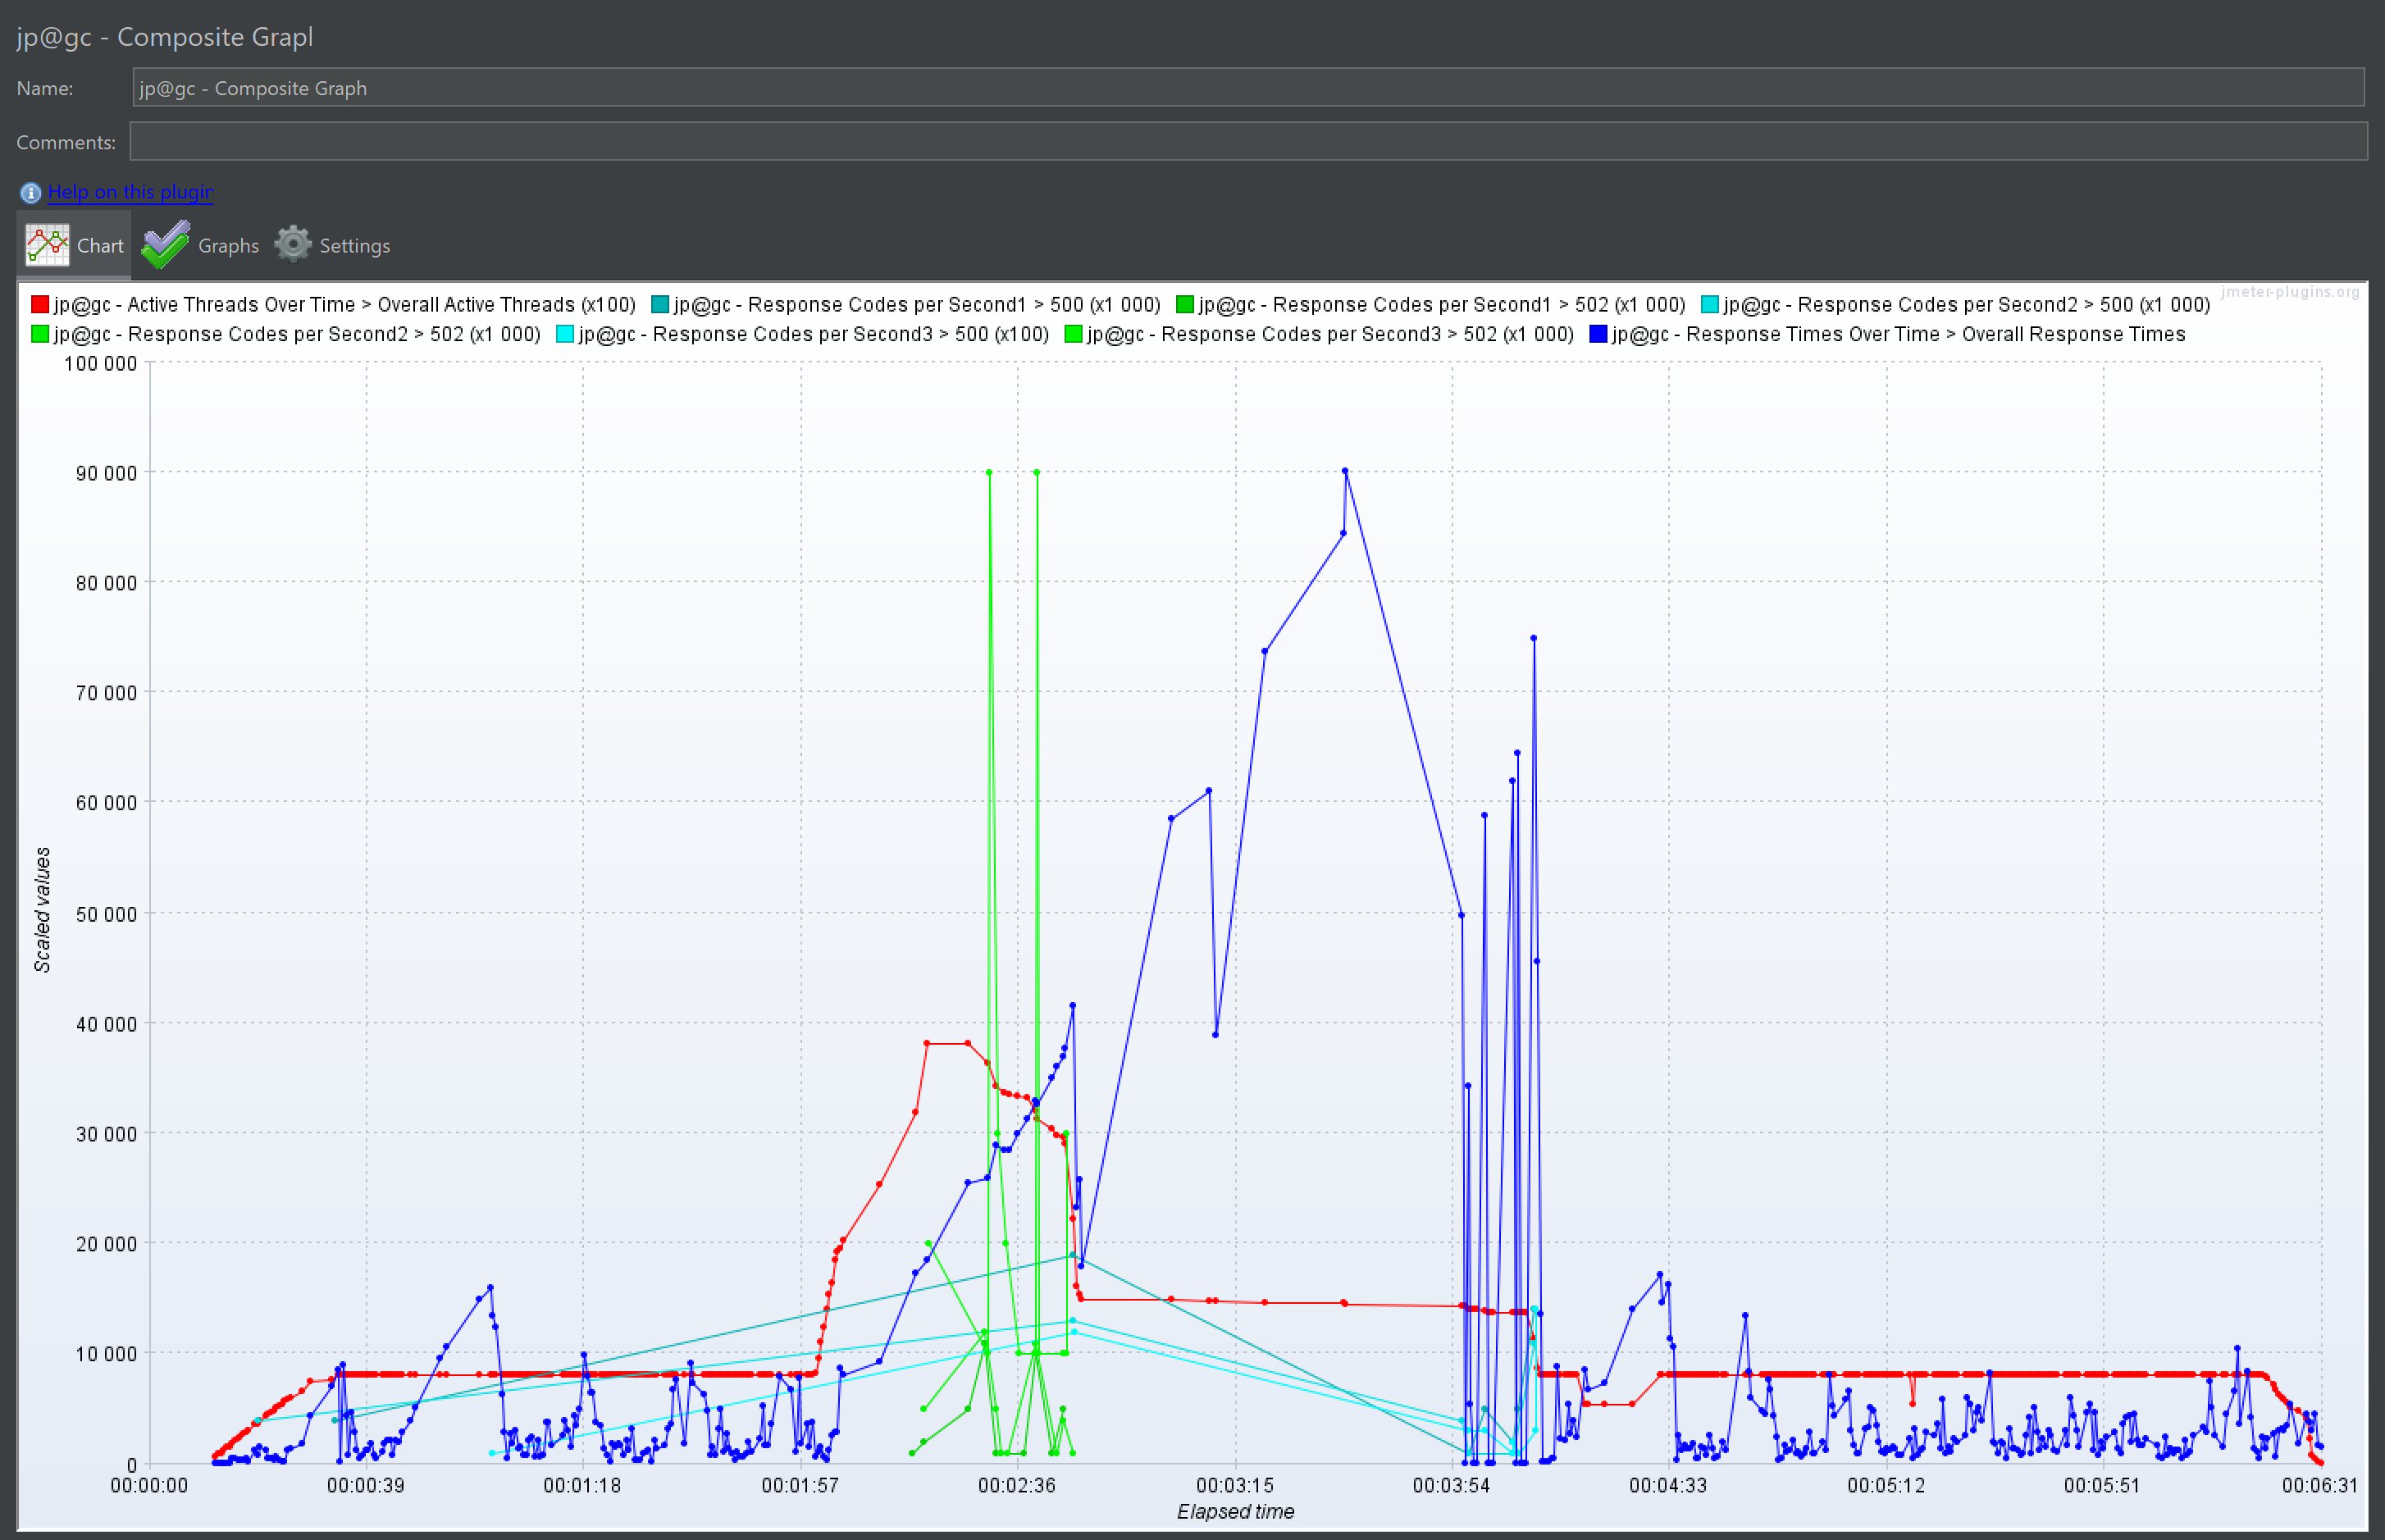 jp@gc - Composite Grapl
Name: jp@gc - Composite Graph
Comments:
Help on this plugin
Chart Graphs Settings
jp@gc - Active Threads Over Time > Overall Active Threads (x100) jp@gc - Response Codes per Second1 > 500 (x1 000) jp@gc - Response Codes per Second1 > 502 (x1 000) jp@gc - Response Codes per Second2 > 500 (x1 000) jmeter-plugins.org
jp@gc - Response Codes per Second2 > 502 (x1 000) jp@gc - Response Codes per Second3 > 500 (x100) jp@gc - Response Codes per Second3 > 502 (x1 000) jp@gc - Response Times Over Time > Overall Response Times
100 000
90 000
80 000
70 000
60 000
50 000
40 000
30 000
20 000
10 000
0
Scaled values
00:00:00 00:00:39 00:01:18 00:01:57 00:02:36 00:03:15 00:03:54 00:04:33 00:05:12 00:05:51 00:06:31
Elapsed time